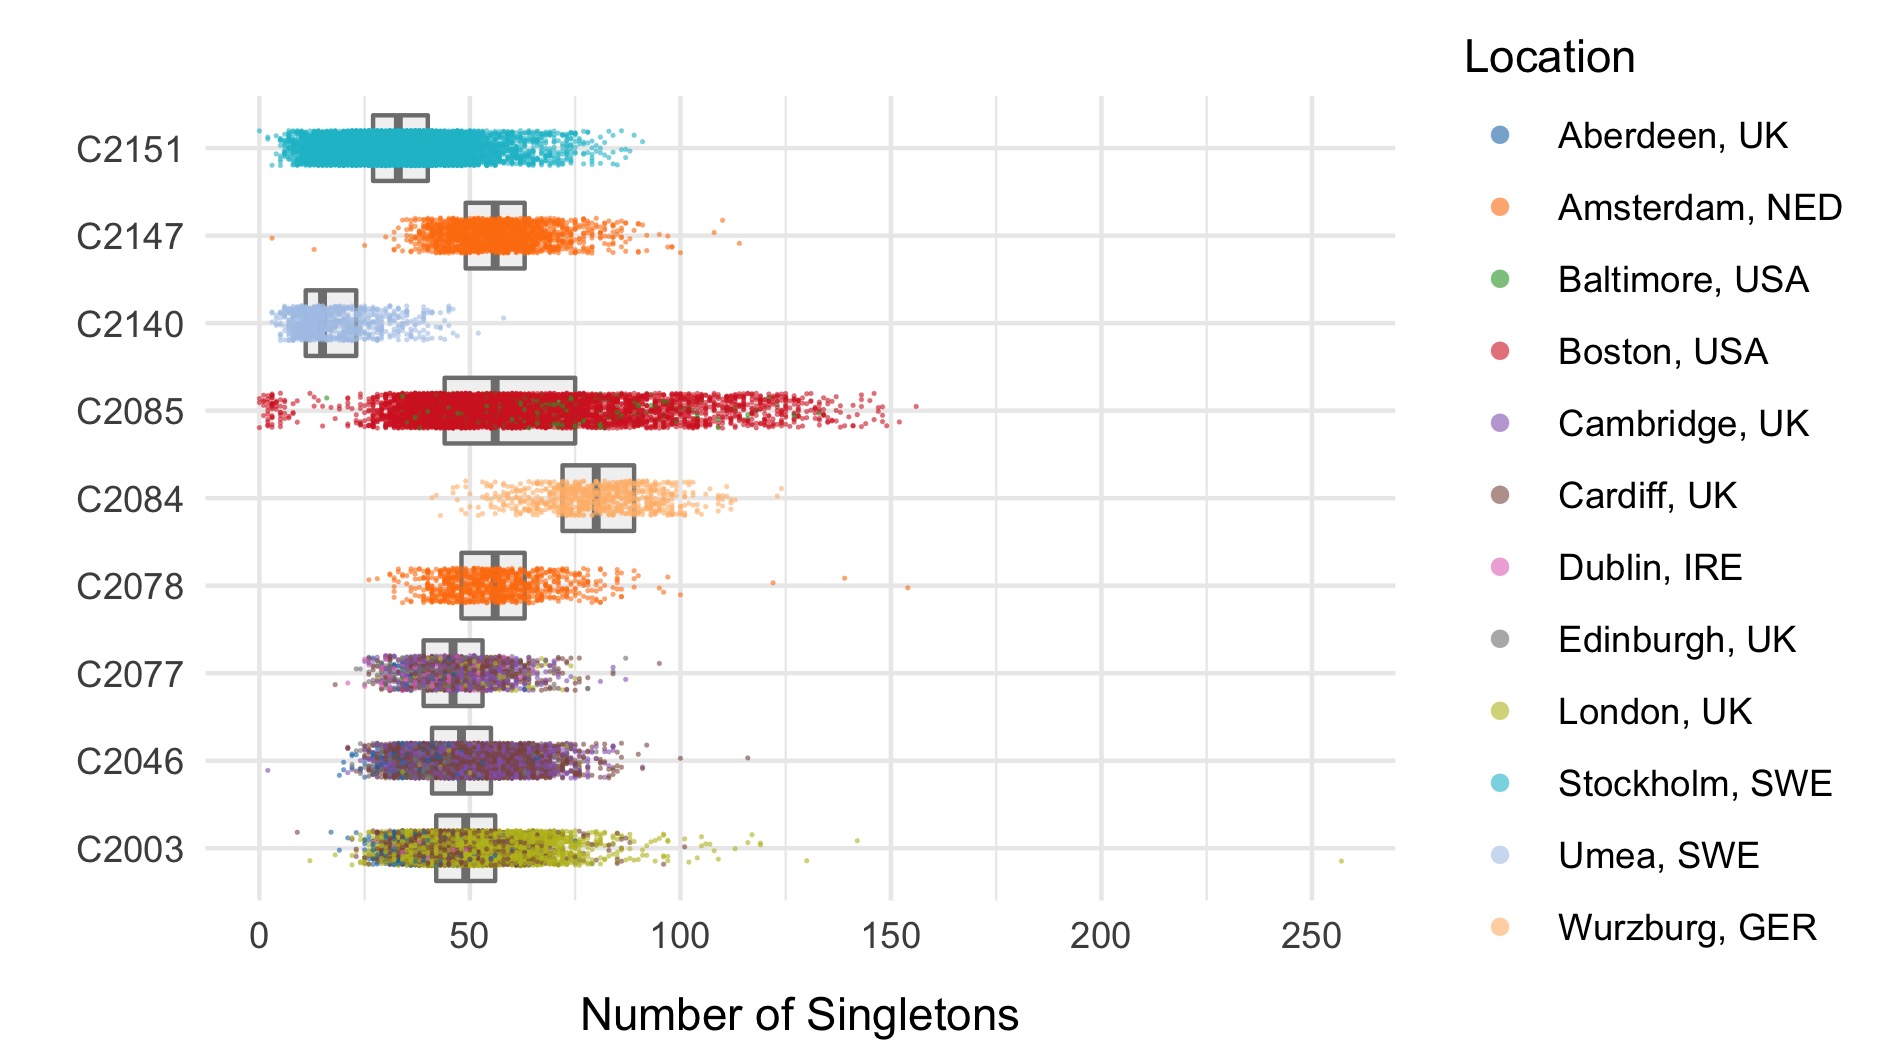 Location
C2151
C2147
C2140
C2085
C2084
C2078
C2077
C2046
C2003
0 50 100 150 200 250
Number of Singletons
Aberdeen, UK
Amsterdam, NED
Baltimore, USA
Boston, USA
Cambridge, UK
Cardiff, UK
Dublin, IRE
Edinburgh, UK
London, UK
Stockholm, SWE
Umea, SWE
Wurzburg, GER